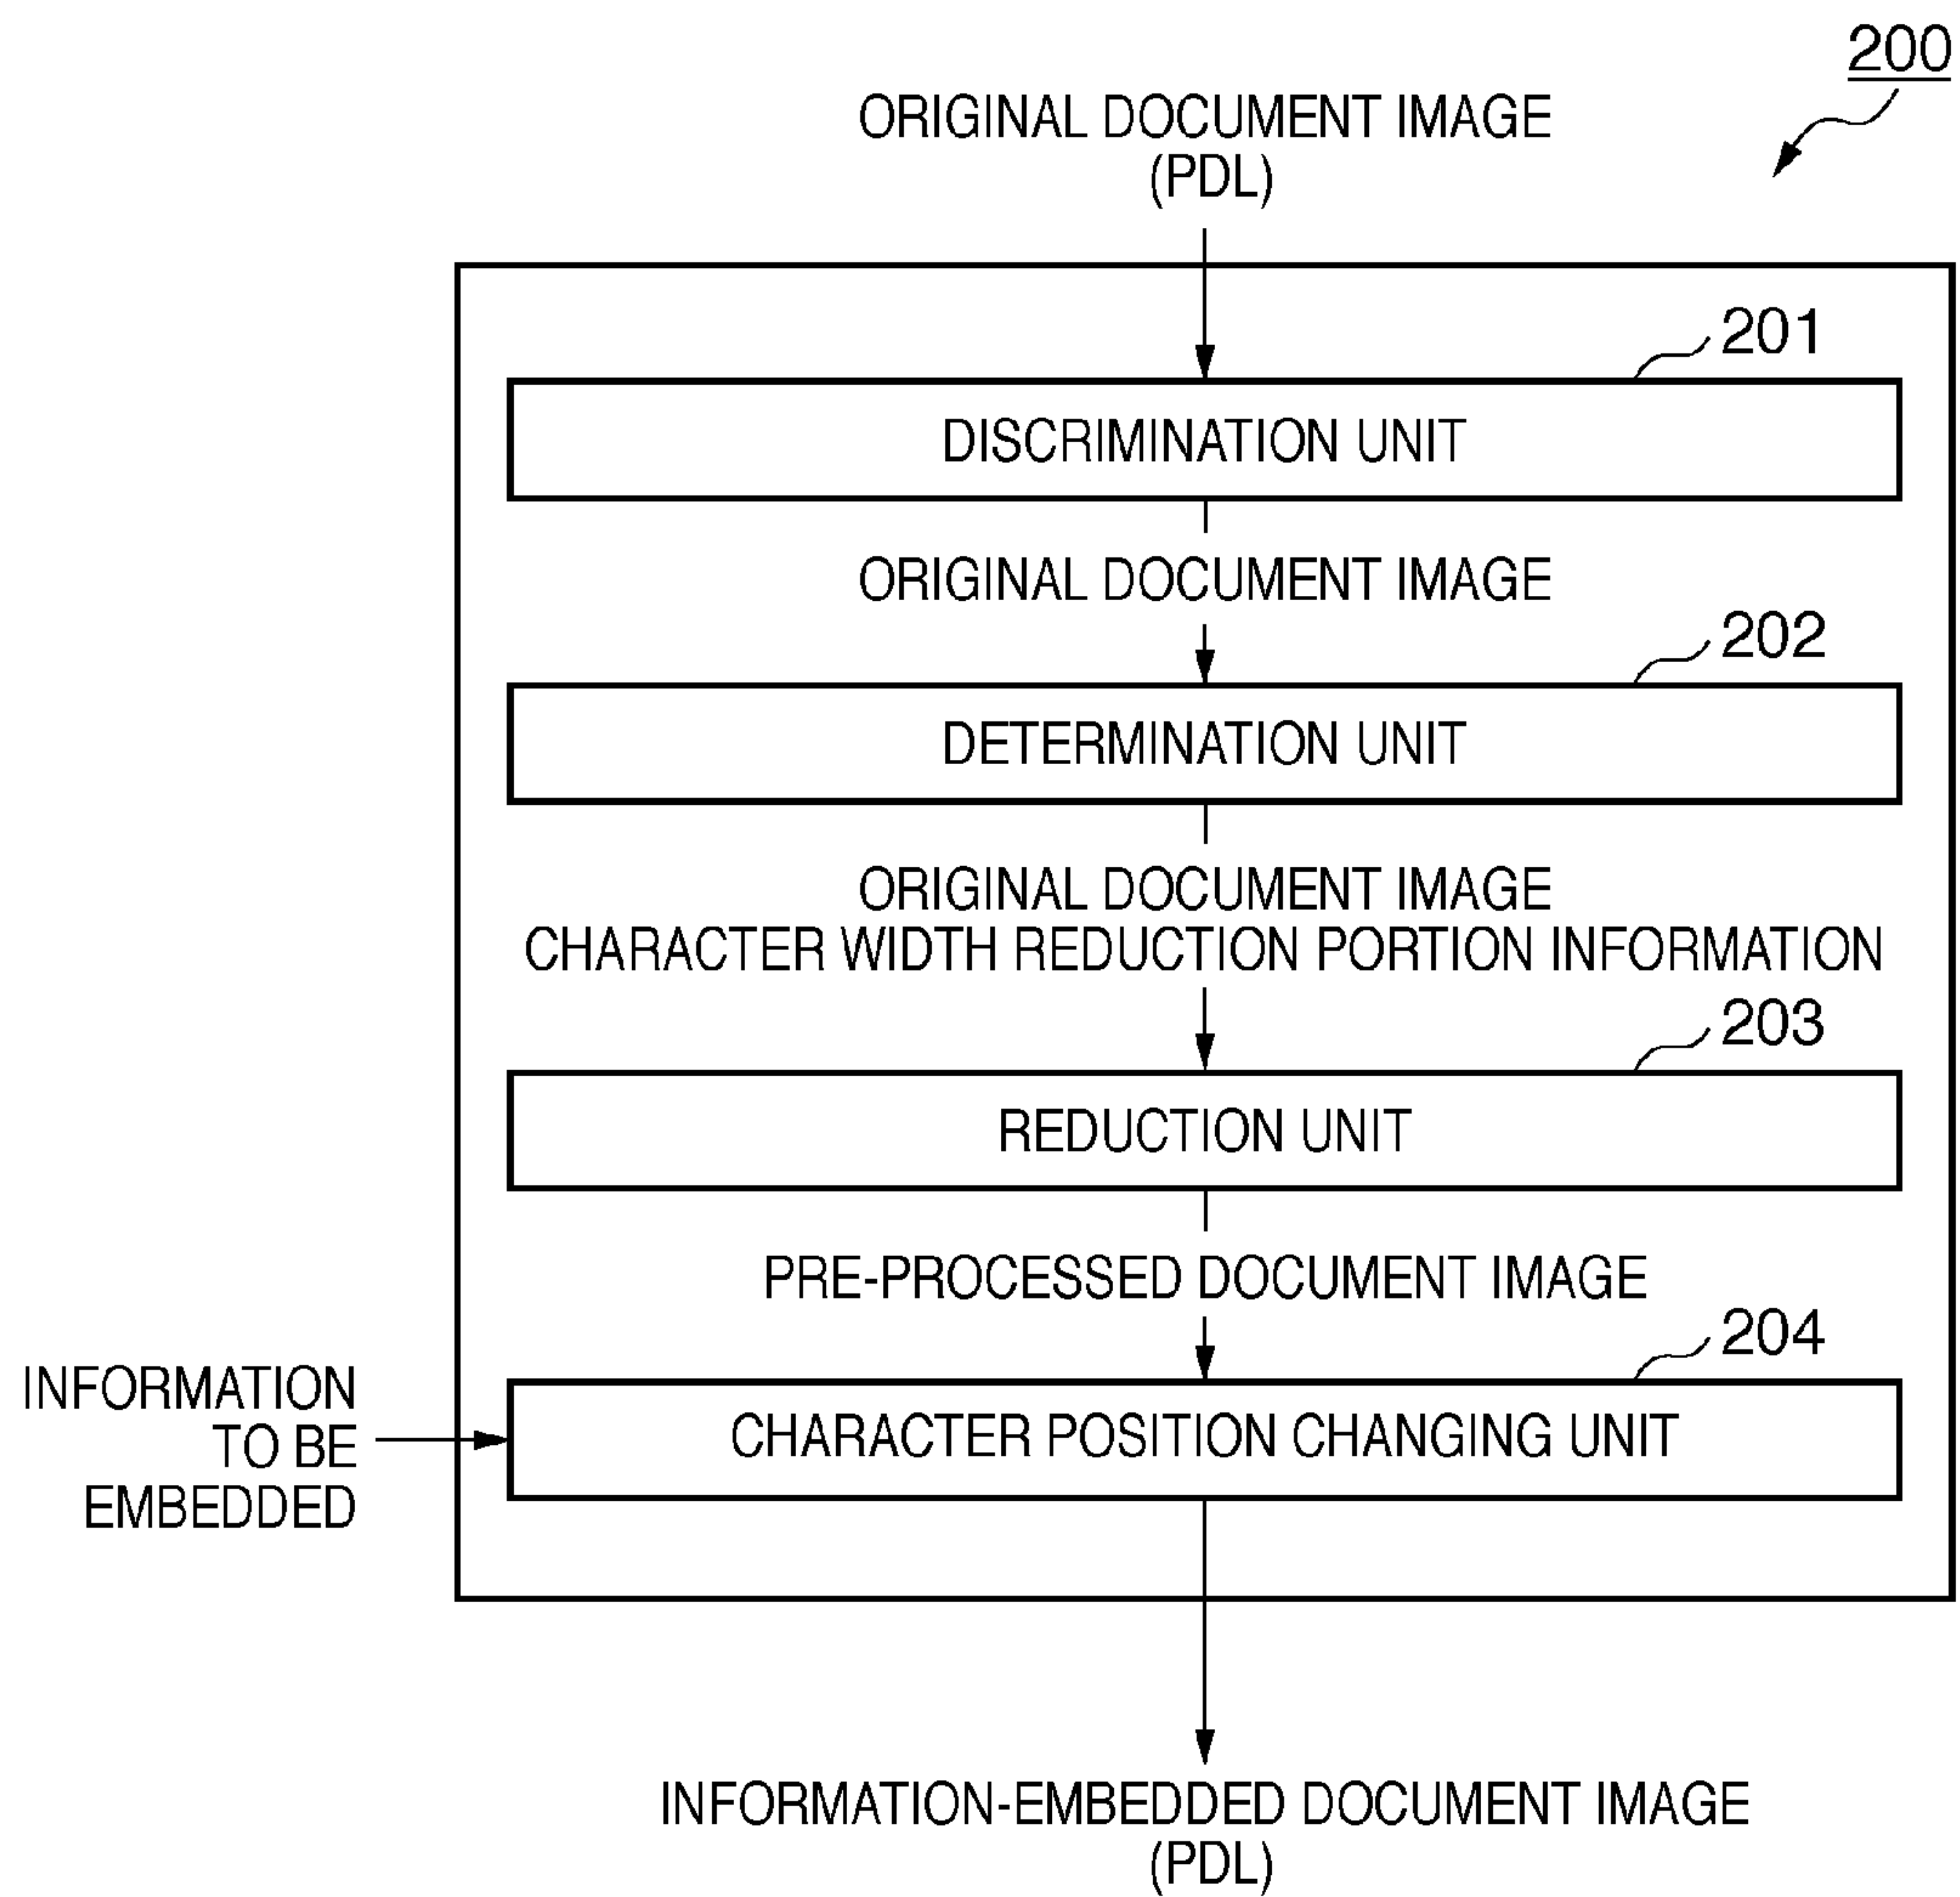 200
ORIGINAL DOCUMENT IMAGE
(PDL)
201
DISCRIMINATION UNIT
ORIGINAL DOCUMENT IMAGE
202
DETERMINATION UNIT
ORIGINAL DOCUMENT IMAGE
CHARACTER WIDTH REDUCTION PORTION INFORMATION
203
REDUCTION UNIT
PRE-PROCESSED DOCUMENT IMAGE
204
INFORMATION
TO BE
EMBEDDED
CHARACTER POSITION CHANGING UNIT
INFORMATION-EMBEDDED DOCUMENT IMAGE
(PDL)